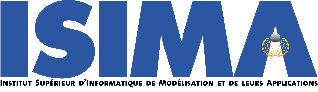 ISIMA
INSTITUT SUPÉRIEUR D'INFORMATIQUE DE MODÉLISATION ET DE LEURS APPLICATIONS